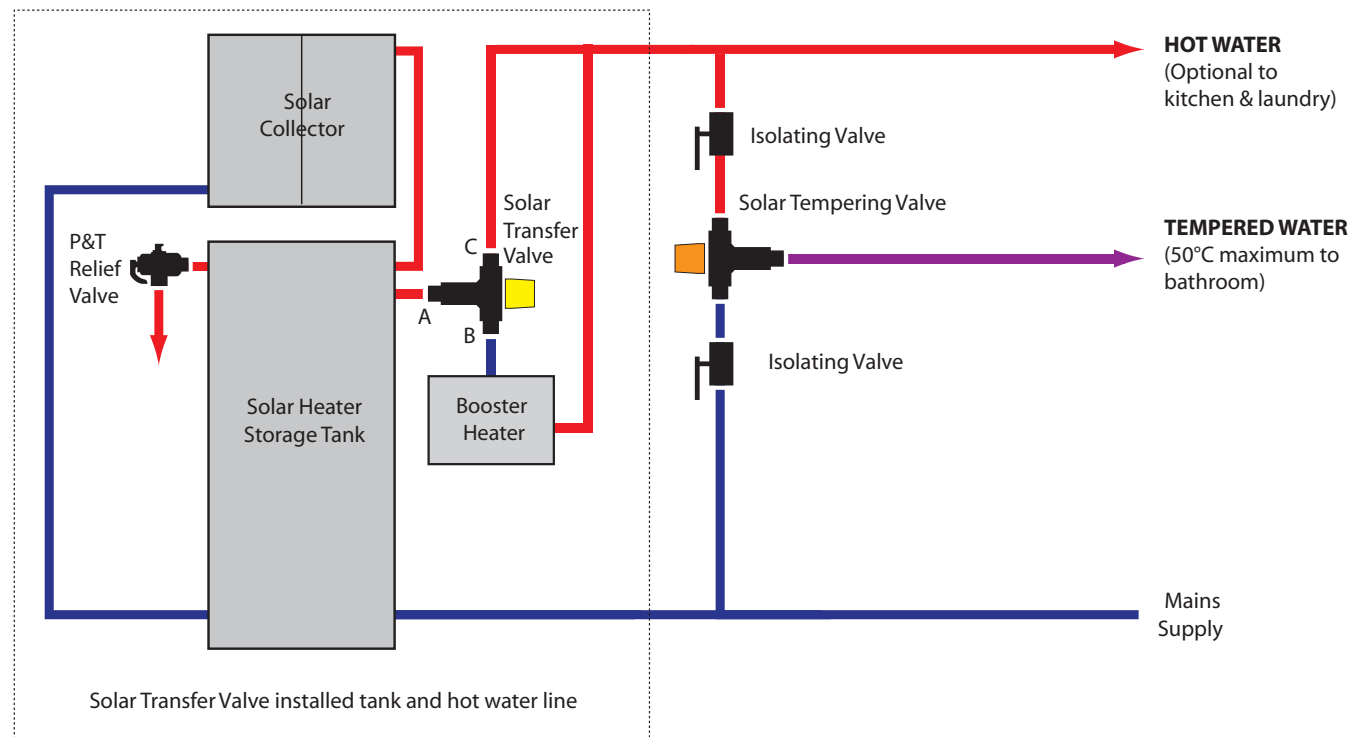 Solar
Collector
P&T
Relief
Valve
Solar
Transfer
Valve
C
A
B
Solar Heater
Storage Tank
Booster
Heater
HOT WATER
(Optional to
kitchen & laundry)
Isolating Valve
Solar Tempering Valve
TEMPERED WATER
(50°C maximum to
bathroom)
Isolating Valve
Mains
Supply
Solar Transfer Valve installed tank and hot water line